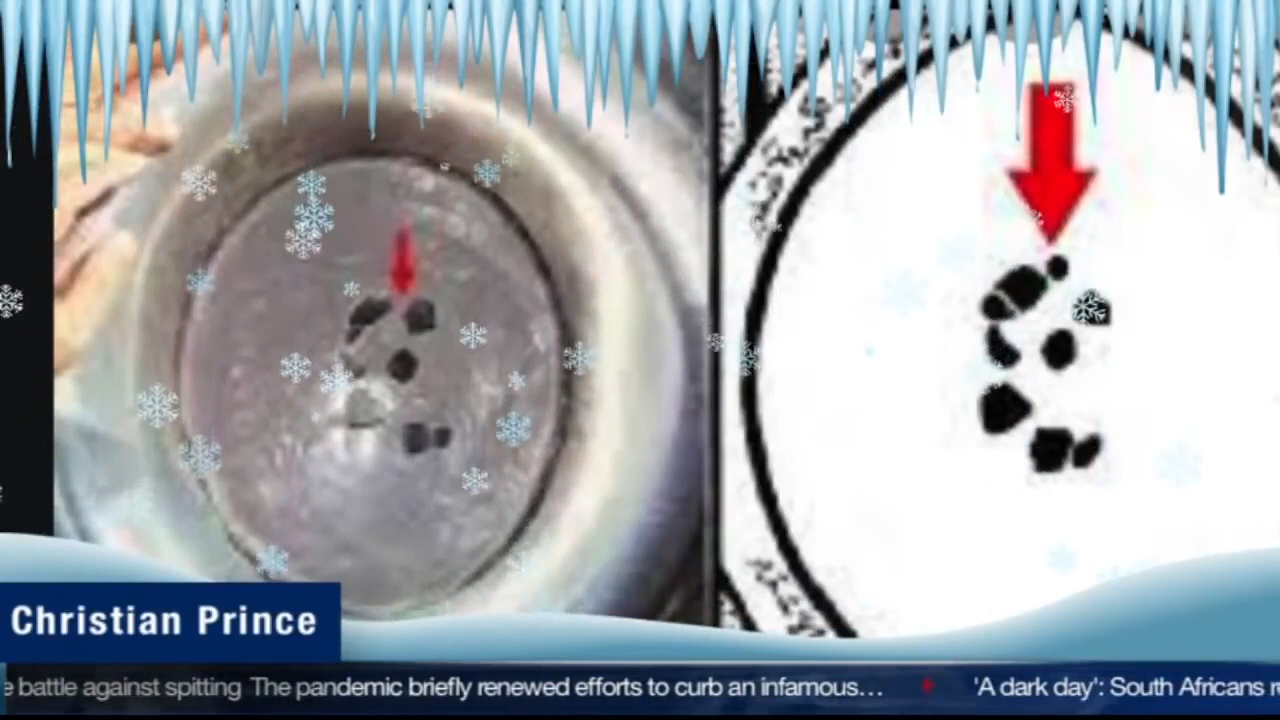 Christian Prince
e battle against spitting The pandemic briefly renewed efforts to curb an infamous... 'A dark day': South Africans